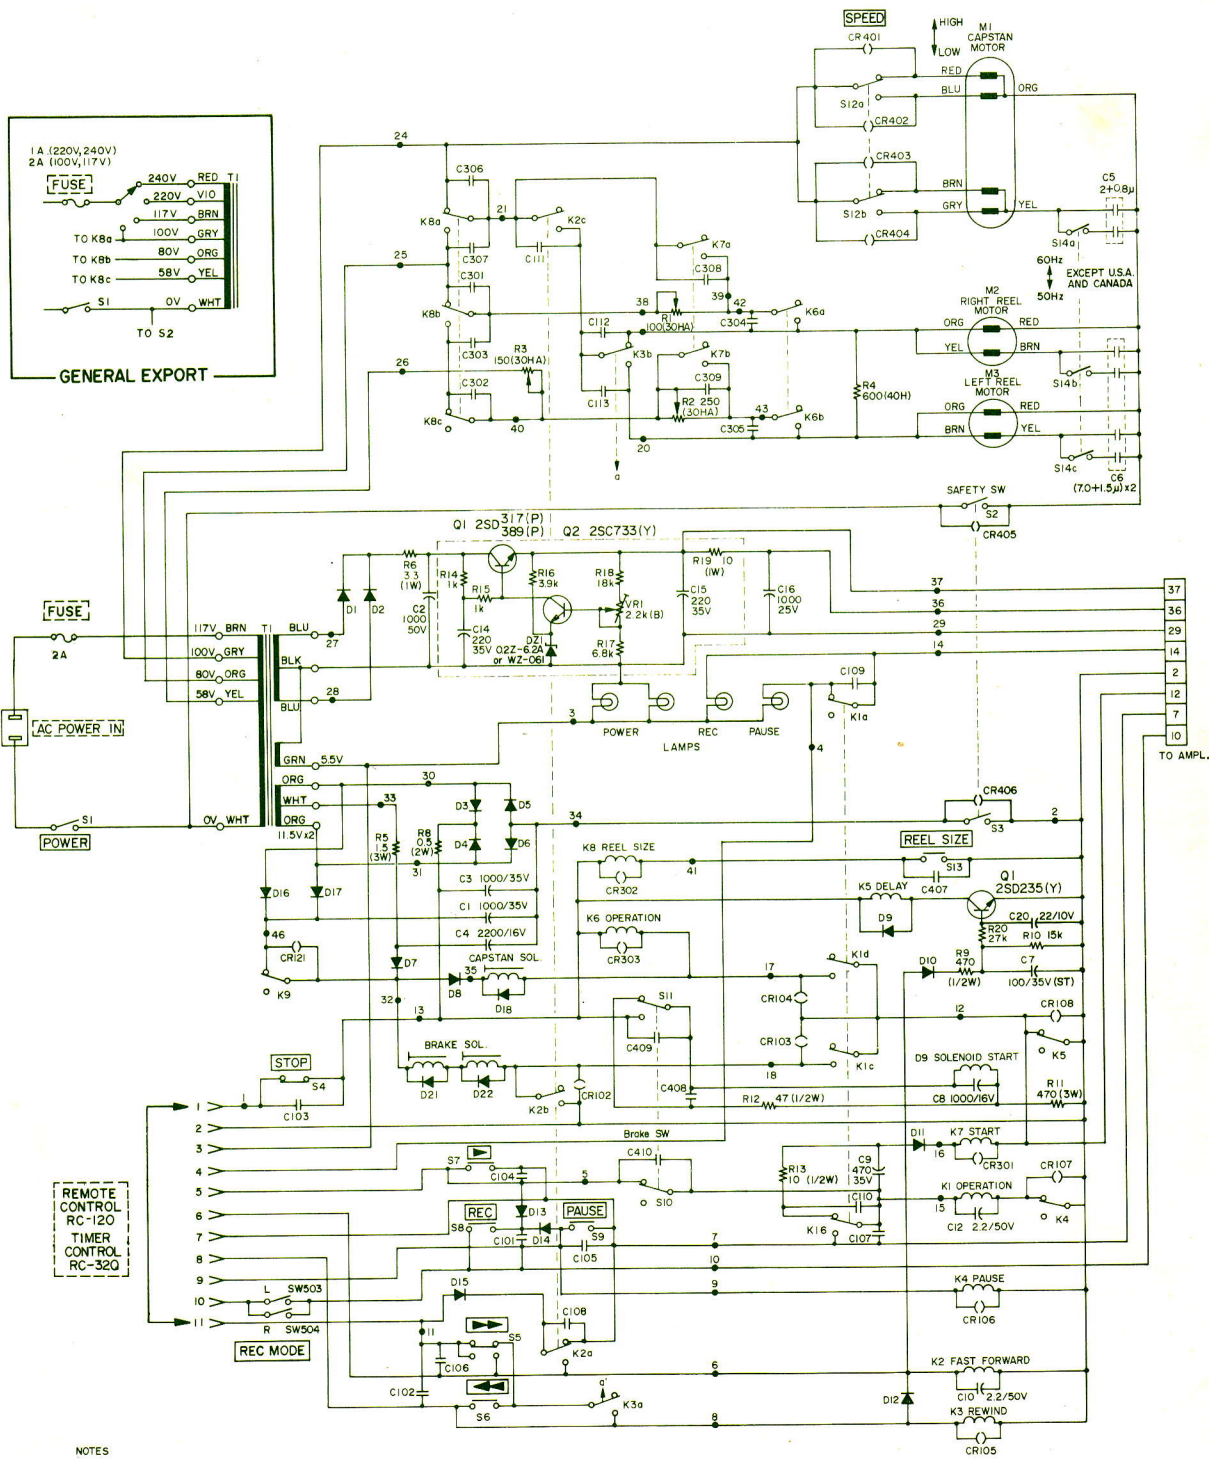 SPEED
CR401
HIGH
LOW
M1
CAPSTAN
MOTOR
RED
BLU
ORG
S12a
CR402
CR403
BRN
GRY
YEL
S12b
CR404
C5
2+0.8μ
S14a
60Hz
50Hz
EXCEPT U.S.A.
AND CANADA
1A (220V, 240V)
2A (100V, 117V)
FUSE
240V RED T1
220V VIO
117V BRN
TO K8a 100V GRY
TO K8b 80V ORG
TO K8c 58V YEL
S1 0V WHT
TO S2
GENERAL EXPORT
24
C306
K8a
21
K2c
C307
C111
25
C301
K8b
C303
26
C302
K8c
40
R3
150(30HA)
K7a
C308
38
39
42
R1
100(30HA)
C304
K6a
C112
K3b
K7b
C113
C309
R2 250
(30HA)
43
C305
K6b
20
a
R4
600(40H)
M2
RIGHT REEL
MOTOR
ORG RED
YEL BRN
S14b
M3
LEFT REEL
MOTOR
ORG RED
BRN YEL
S14c
C6
(7.0+1.5μ)x2
SAFETY SW
S2
CR405
Q1 2SD 317(P)
389(P)
Q2 2SC733(Y)
R6
3.3
(1W)
R14
1k
R15
1k
R16
3.9k
R18
18k
VR1
2.2k(B)
R17
6.8k
R19 10
(1W)
D1
D2
C2
1000
50V
C14
220
35V
DZ1
02Z-6.2A
or WZ-061
C15
220
35V
C16
1000
25V
37
36
29
14
37
36
29
14
2
12
7
10
TO AMPL.
FUSE
2A
117V BRN
100V GRY
80V ORG
58V YEL
T1
BLU
27
BLK
BLU
28
AC POWER IN
GRN 5.5V
ORG
WHT
ORG
11.5Vx2
0V WHT
S1
POWER
3
POWER
LAMPS
REC
PAUSE
C109
K1a
4
30
33
D3
D5
D4
D6
34
R5
1.5
(3W)
R8
0.5
(2W)
31
CR406
S3
2
REEL SIZE
S13
C407
K8 REEL SIZE
CR302
41
K5 DELAY
D9
Q1
2SD235(Y)
C20 22/10V
R20
27k
R10 15k
D16
D17
C3 1000/35V
C1 1000/35V
C4 2200/16V
K6 OPERATION
CR303
46
CR121
K9
D7
CAPSTAN SOL.
35
D8
D18
17
K1d
D10
R9
470
(1/2W)
C7
100/35V(ST)
32
13
S11
CR104
12
CR108
C409
CR103
K5
BRAKE SOL.
D21
D22
K2b
CR102
C408
18
K1c
D9 SOLENOID START
C8 1000/16V
R11
470(3W)
R12 47(1/2W)
STOP
S4
C103
1
1
2
3
4
5
6
7
8
9
10
11
REMOTE
CONTROL
RC-120
TIMER
CONTROL
RC-320
Brake SW
C410
S10
S7
C104
5
D13
REC
S8
C101
D14
PAUSE
S9
C105
R13
10 (1/2W)
C9
470
35V
C110
K16
C107
D11
16
K7 START
CR301
CR107
K1 OPERATION
15
C12 2.2/50V
K4
7
10
9
K4 PAUSE
CR106
L SW503
R SW504
REC MODE
D15
C108
K2a
11
S5
C106
C102
S6
a'
K3a
6
8
D12
K2 FAST FORWARD
C10 2.2/50V
K3 REWIND
CR105
NOTES